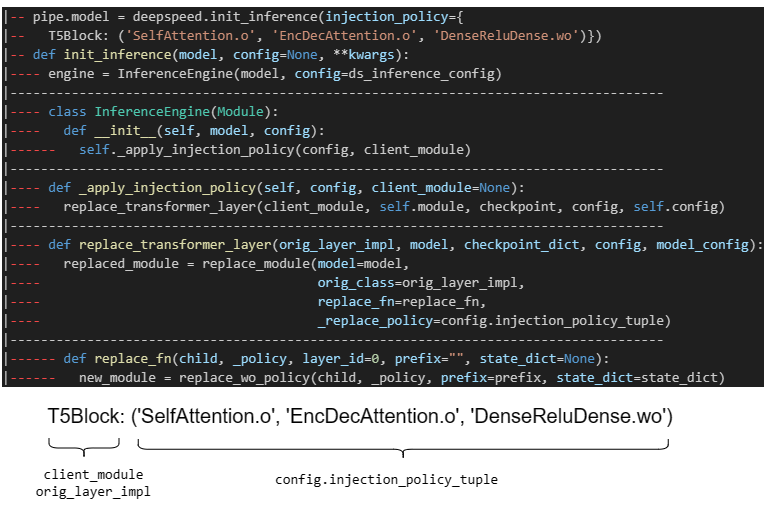 |-- pipe.model = deepspeed.init_inference(injection_policy={
|--   T5Block: ('SelfAttention.o', 'EncDecAttention.o', 'DenseReluDense.wo')})
|-- def init_inference(model, config=None, **kwargs):
|---- engine = InferenceEngine(model, config=ds_inference_config)
|-----------------------------------------------------------------------------------
|---- class InferenceEngine(Module):
|----   def __init__(self, model, config):
|------   self._apply_injection_policy(config, client_module)
|-----------------------------------------------------------------------------------
|---- def _apply_injection_policy(self, config, client_module=None):
|----   replace_transformer_layer(client_module, self.module, checkpoint, config, self.config)
|-----------------------------------------------------------------------------------
|---- def replace_transformer_layer(orig_layer_impl, model, checkpoint_dict, config, model_config):
|----   replaced_module = replace_module(model=model,
|----                                    orig_class=orig_layer_impl,
|----                                    replace_fn=replace_fn,
|----                                    _replace_policy=config.injection_policy_tuple)
|-----------------------------------------------------------------------------------
|------ def replace_fn(child, _policy, layer_id=0, prefix="", state_dict=None):
|------   new_module = replace_wo_policy(child, _policy, prefix=prefix, state_dict=state_dict)
T5Block: ('SelfAttention.o', 'EncDecAttention.o', 'DenseReluDense.wo')
client_module
orig_layer_impl
config.injection_policy_tuple